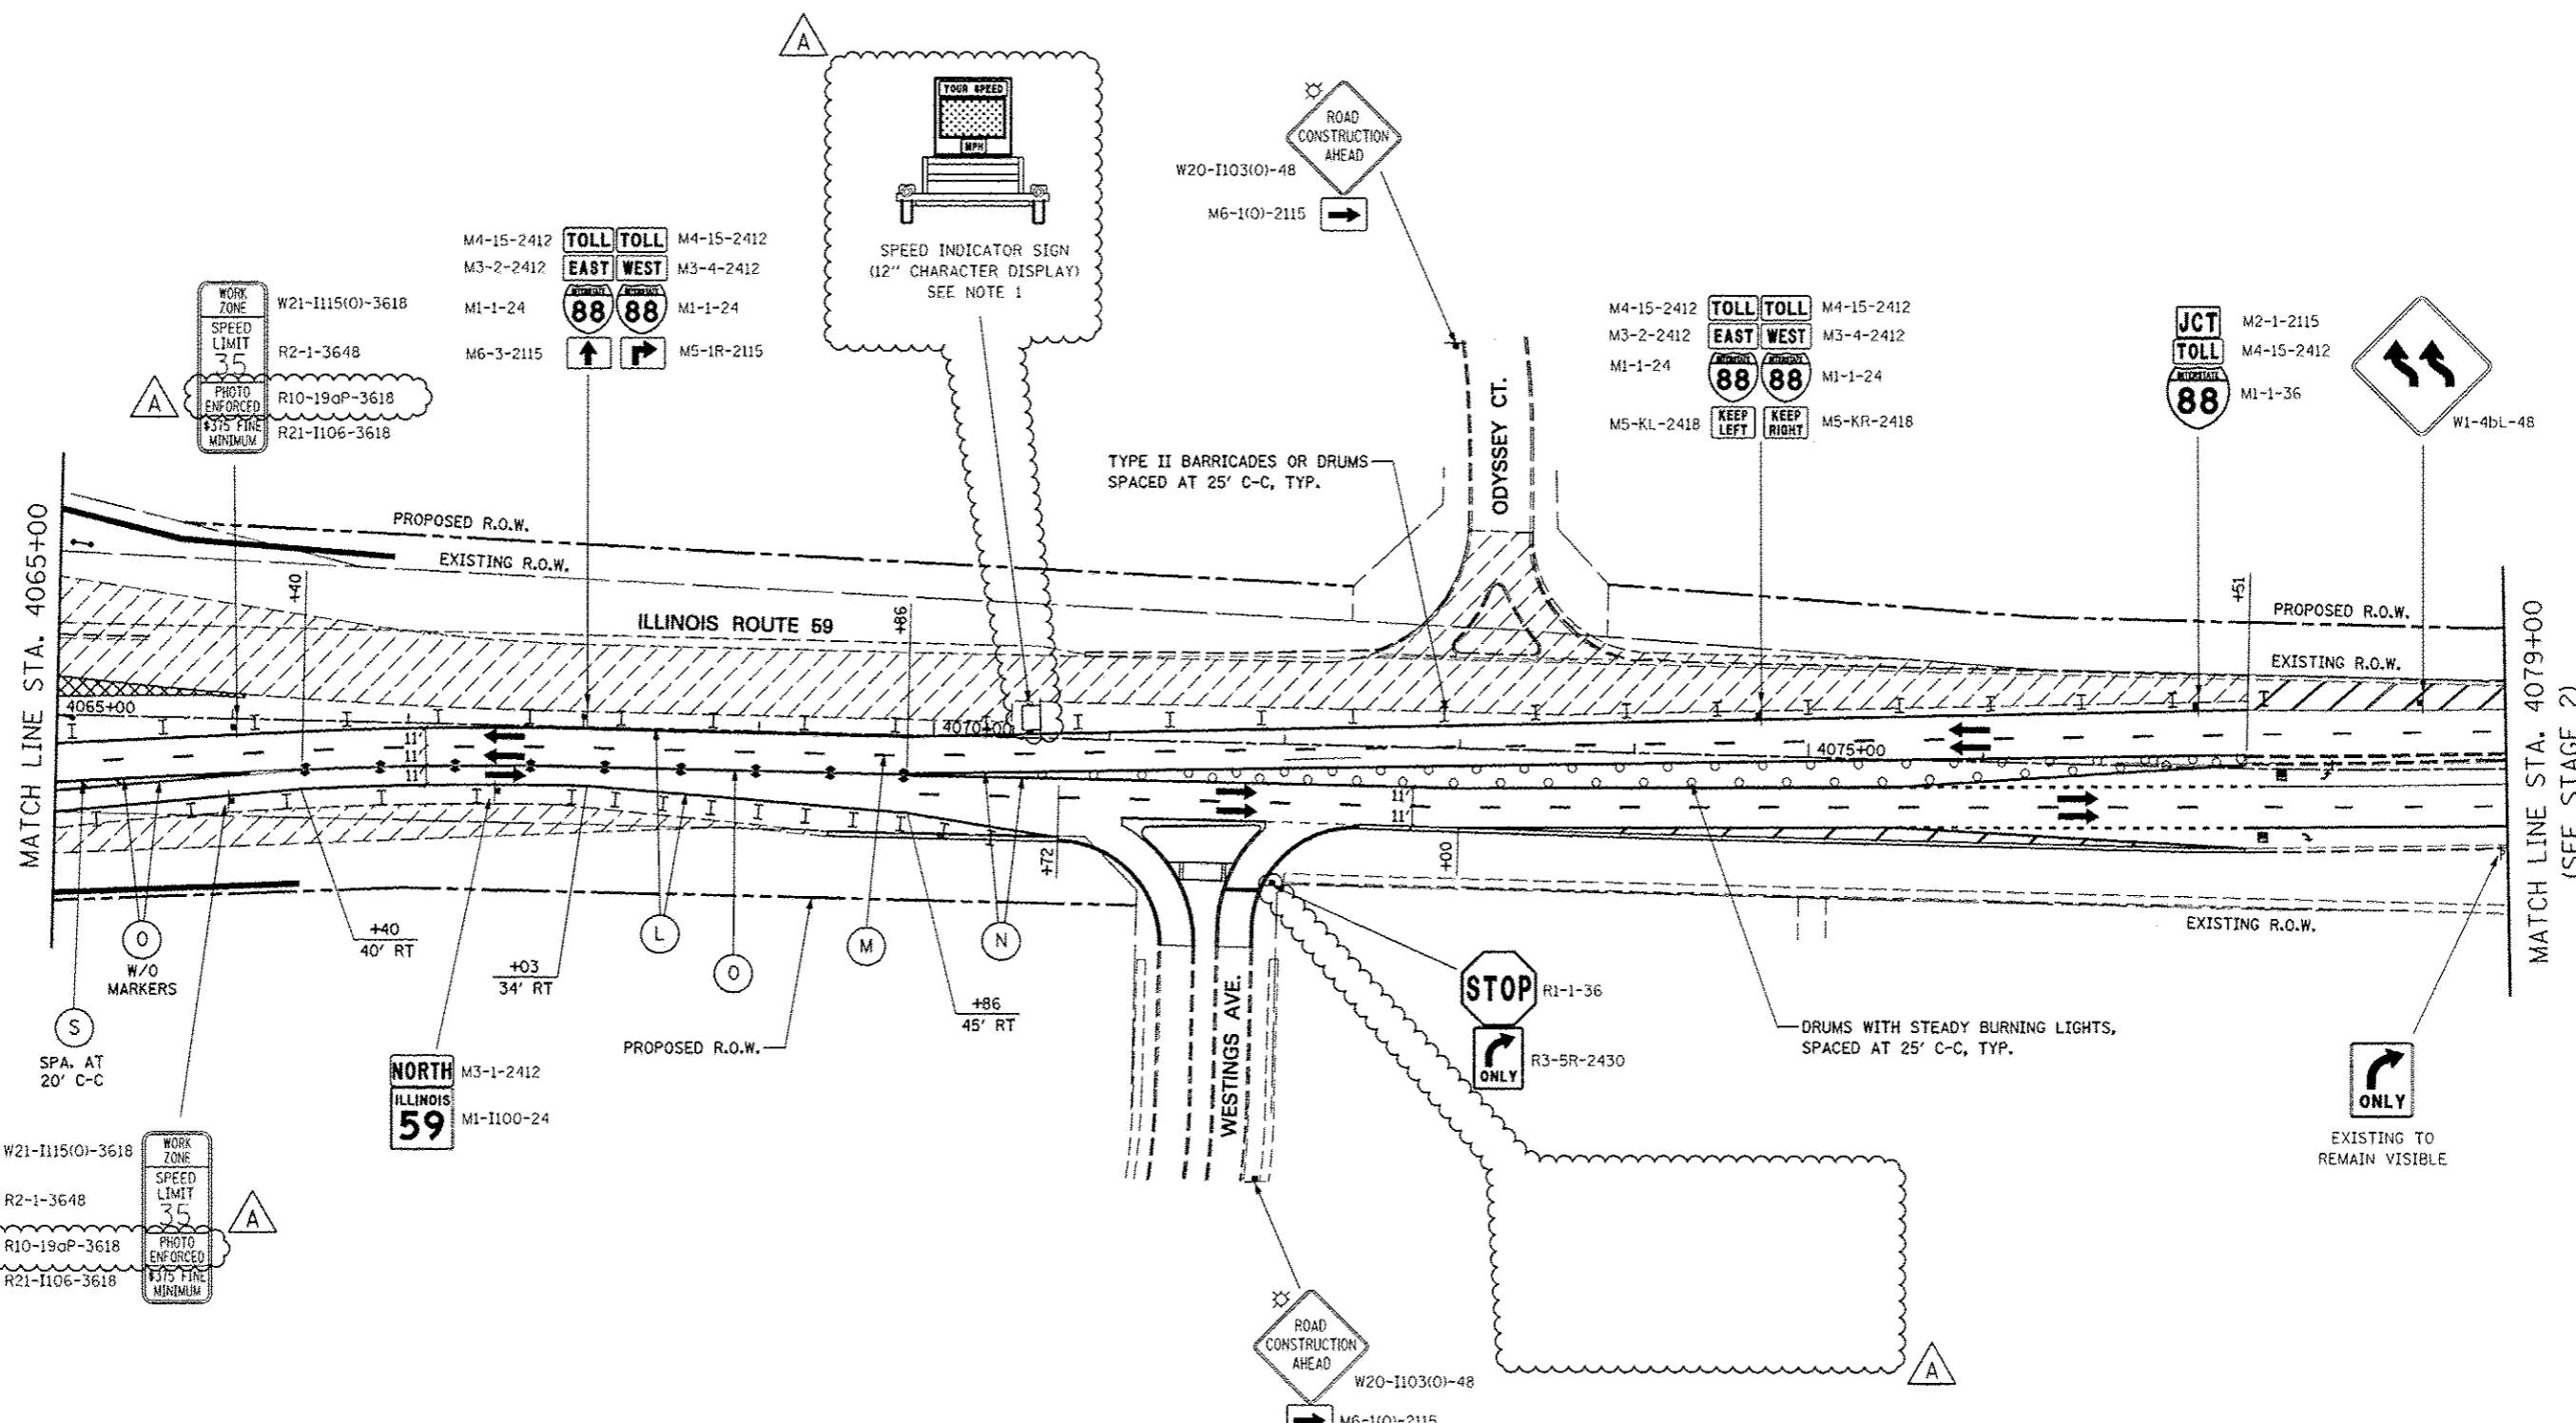 A
YOUR SPEED
MPH
SPEED INDICATOR SIGN
(12" CHARACTER DISPLAY)
SEE NOTE 1
ROAD
CONSTRUCTION
AHEAD
W20-I103(O)-48
M6-1(O)-2115
M4-15-2412 TOLL TOLL M4-15-2412
M3-2-2412 EAST WEST M3-4-2412
INTERSTATE INTERSTATE
M1-1-24 88 88 M1-1-24
M6-3-2115 M5-1R-2115
WORK
ZONE
W21-I115(O)-3618
SPEED
LIMIT
35
R2-1-3648
PHOTO
ENFORCED
R10-19aP-3618
A
$375 FINE
MINIMUM
R21-I106-3618
M4-15-2412 TOLL TOLL M4-15-2412
M3-2-2412 EAST WEST M3-4-2412
INTERSTATE INTERSTATE
M1-1-24 88 88 M1-1-24
M5-KL-2418 KEEP LEFT KEEP RIGHT M5-KR-2418
JCT M2-1-2115
TOLL M4-15-2412
INTERSTATE
88 M1-1-36
W1-4bL-48
TYPE II BARRICADES OR DRUMS
SPACED AT 25' C-C, TYP.
ODYSSEY CT.
MATCH LINE STA. 4065+00
PROPOSED R.O.W.
EXISTING R.O.W.
+40
ILLINOIS ROUTE 59
+86
+51
PROPOSED R.O.W.
EXISTING R.O.W.
MATCH LINE STA. 4079+00
(SEE STAGE 2)
4065+00
4070+00
4075+00
11'
11'
11'
11'
11'
+72
+00
EXISTING R.O.W.
O
W/O
MARKERS
S
SPA. AT
20' C-C
+40
40' RT
+03
34' RT
L
O
M
N
+86
45' RT
PROPOSED R.O.W.
NORTH M3-1-2412
ILLINOIS
59 M1-I100-24
WESTINGS AVE.
STOP R1-1-36
ONLY R3-5R-2430
DRUMS WITH STEADY BURNING LIGHTS,
SPACED AT 25' C-C, TYP.
ONLY
EXISTING TO
REMAIN VISIBLE
W21-I115(O)-3618
WORK
ZONE
R2-1-3648
SPEED
LIMIT
35
A
R10-19aP-3618
PHOTO
ENFORCED
R21-I106-3618
$375 FINE
MINIMUM
ROAD
CONSTRUCTION
AHEAD
W20-I103(O)-48
M6-1(O)-2115
A